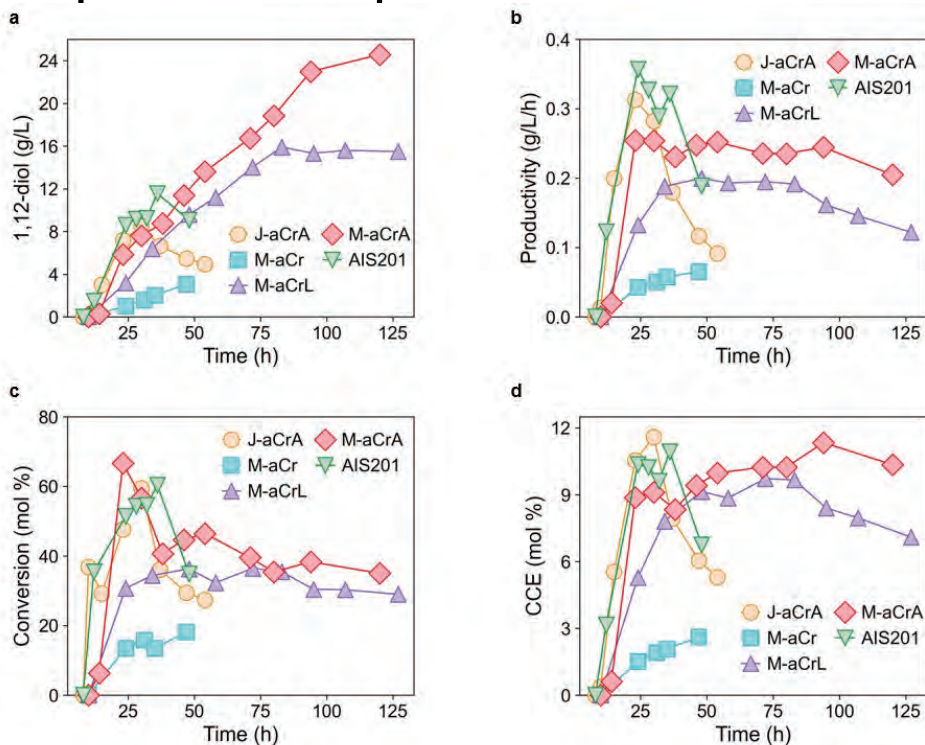 a
1,12-diol (g/L)
24
20
16
12
8
4
0
J-aCrA
M-aCrA
M-aCr
AIS201
M-aCrL
25
50
75
100
125
Time (h)
b
Productivity (g/L/h)
0.4
0.3
0.2
0.1
0.0
J-aCrA
M-aCrA
M-aCr
AIS201
M-aCrL
25
50
75
100
125
Time (h)
c
Conversion (mol %)
80
60
40
20
0
J-aCrA
M-aCrA
M-aCr
AIS201
M-aCrL
25
50
75
100
125
Time (h)
d
CCE (mol %)
12
9
6
3
0
J-aCrA
M-aCrA
M-aCr
AIS201
M-aCrL
25
50
75
100
125
Time (h)